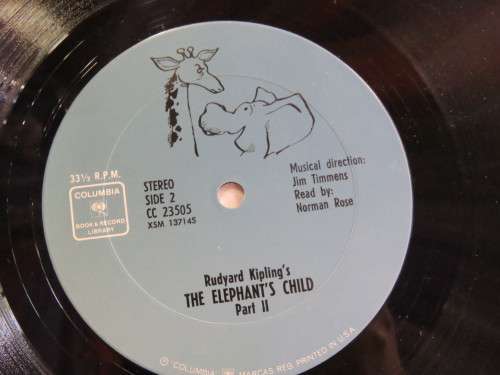 33⅓ R.P.M.
COLUMBIA
BOOK & RECORD
LIBRARY
STEREO
SIDE 2
CC 23505
XSM 137145
Musical direction:
Jim Timmens
Read by:
Norman Rose
Rudyard Kipling's
THE ELEPHANT'S CHILD
Part II
"COLUMBIA" MARCAS REG PRINTED IN U.S.A.